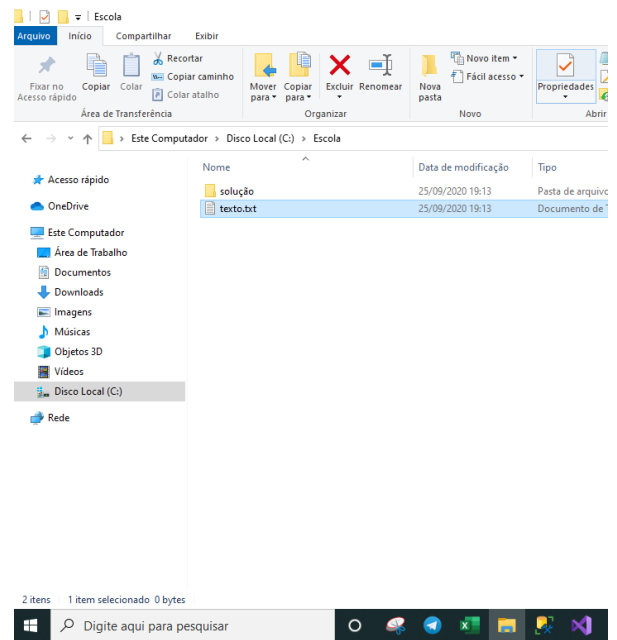 Escola
Arquivo Início Compartilhar Exibir
Fixar no Acesso rápido
Copiar
Colar
Recortar
Copiar caminho
Colar atalho
Mover para
Copiar para
Excluir
Renomear
Nova pasta
Novo item
Fácil acesso
Propriedades
Área de Transferência Organizar Novo Abrir
Este Computador > Disco Local (C:) > Escola
Nome Data de modificação Tipo
solução 25/09/2020 19:13 Pasta de arquivo
texto.txt 25/09/2020 19:13 Documento de
Acesso rápido
OneDrive
Este Computador
Área de Trabalho
Documentos
Downloads
Imagens
Músicas
Objetos 3D
Vídeos
Disco Local (C:)
Rede
2 itens 1 item selecionado 0 bytes
Digite aqui para pesquisar